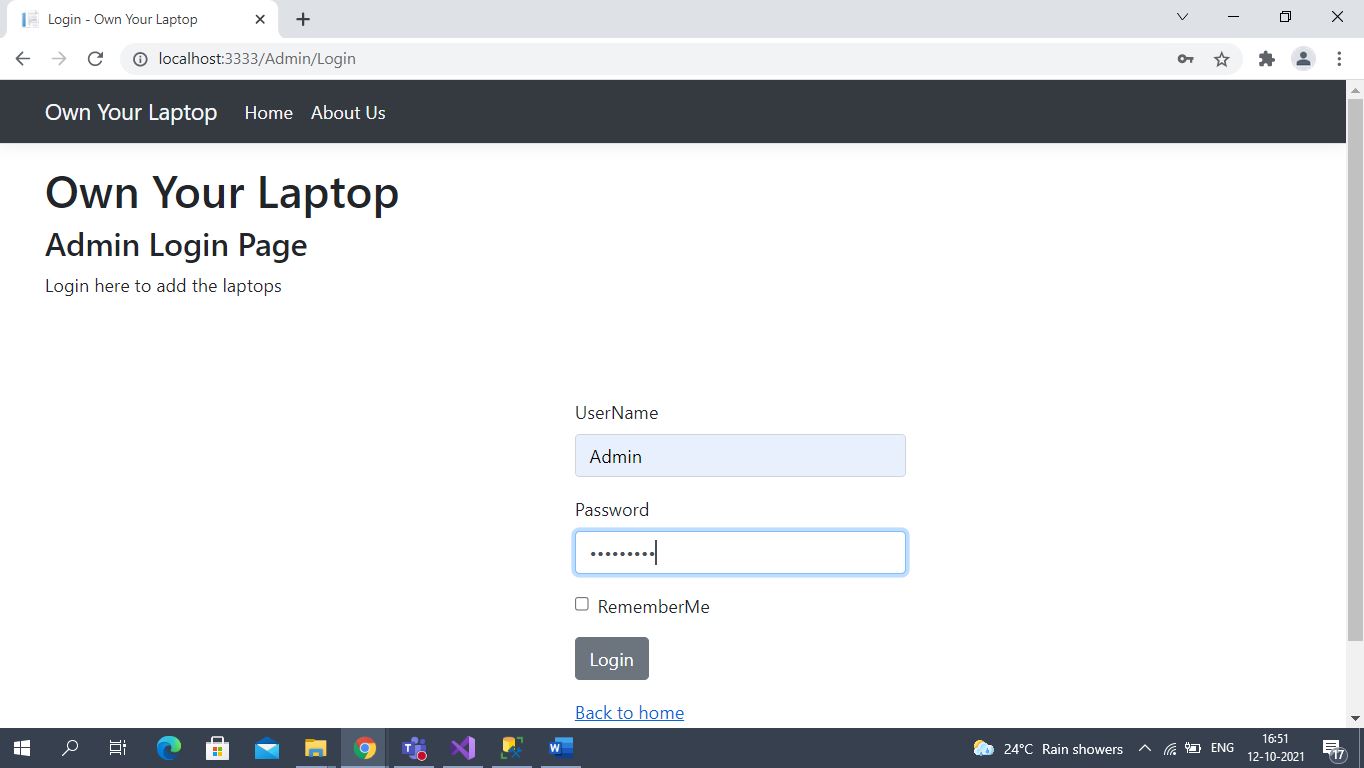 Login - Own Your Laptop
localhost:3333/Admin/Login
Own Your Laptop Home About Us
Own Your Laptop
Admin Login Page
Login here to add the laptops
UserName
Admin
Password
•••••••••
RememberMe
Login
Back to home
24°C Rain showers ENG 16:51
12-10-2021
17